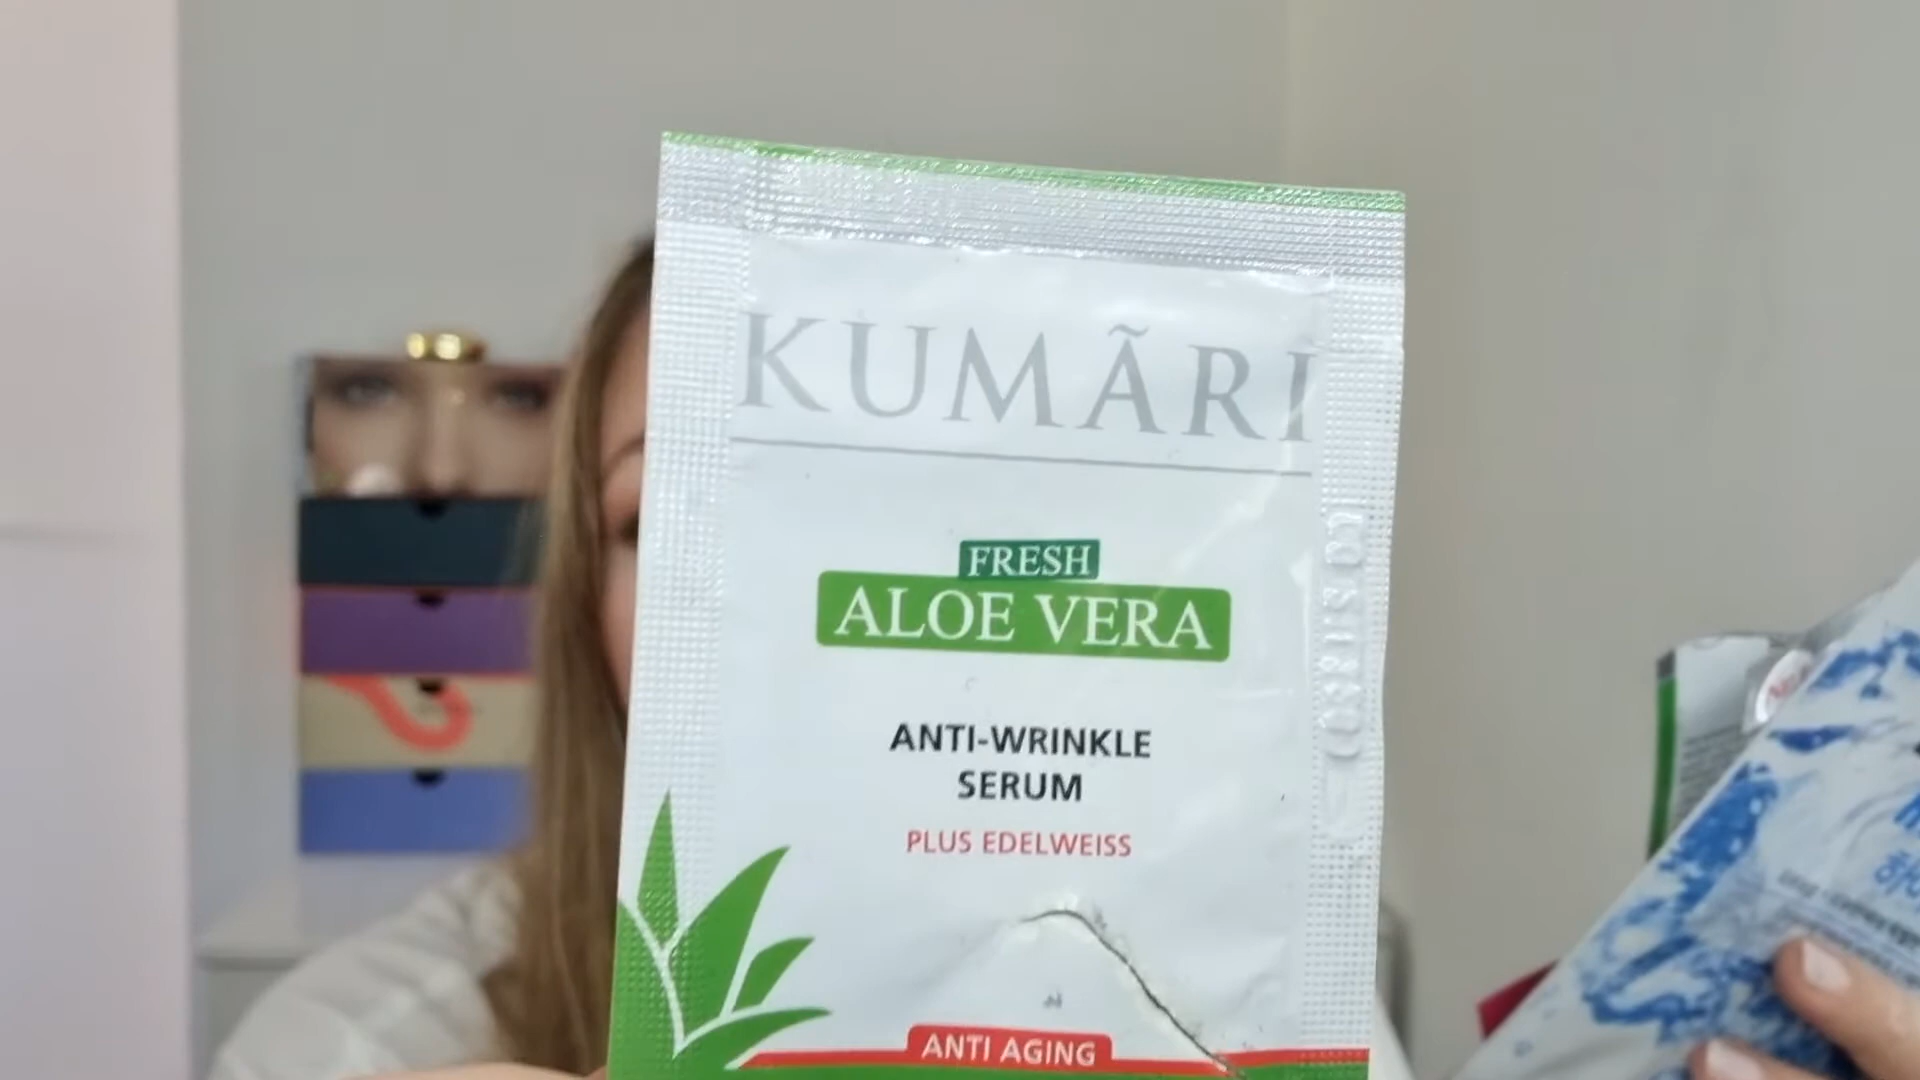 KUMÃRI
FRESH
ALOE VERA
ANTI-WRINKLE
SERUM
PLUS EDELWEISS
ANTI AGING